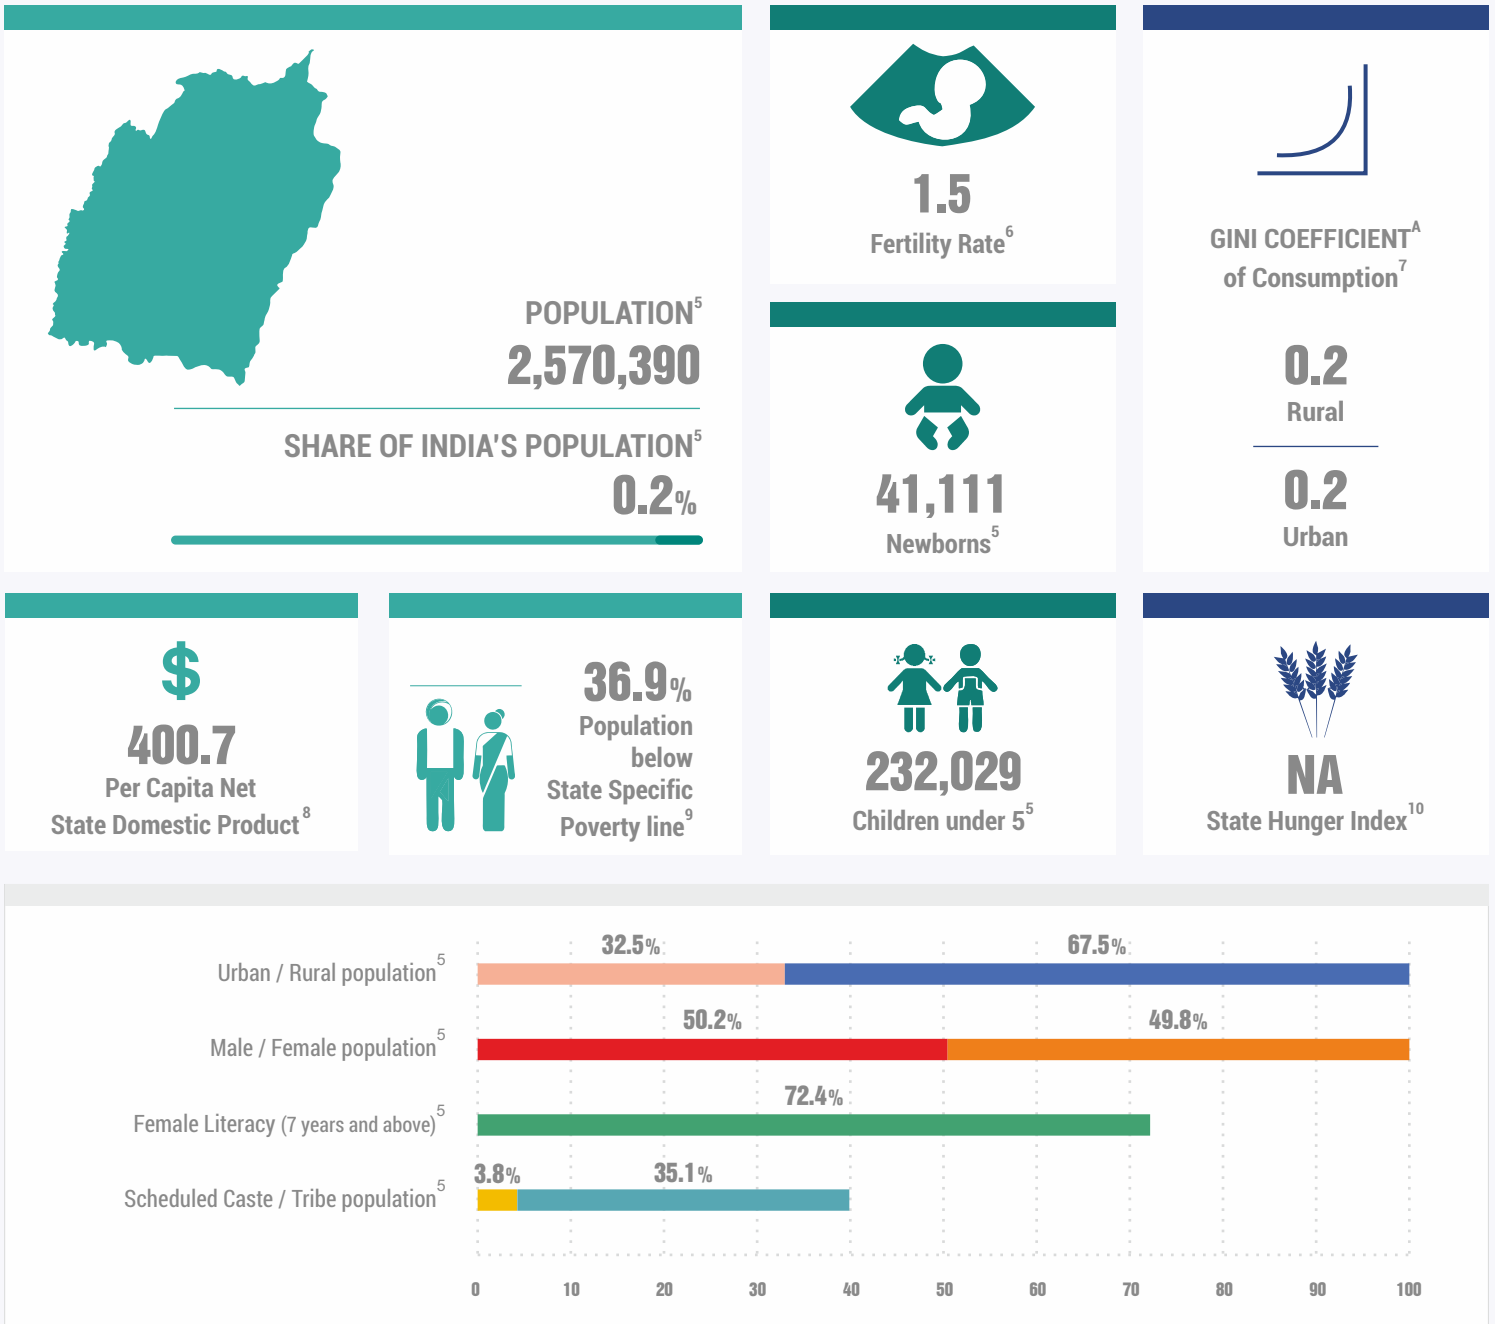 POPULATION5
2,570,390
SHARE OF INDIA'S POPULATION5
0.2%
1.5
Fertility Rate6
41,111
Newborns5
GINI COEFFICIENTA
of Consumption7
0.2
Rural
0.2
Urban
$
400.7
Per Capita Net
State Domestic Product8
36.9%
Population
below
State Specific
Poverty line9
232,029
Children under 55
NA
State Hunger Index10
Urban / Rural population5
32.5%
67.5%
Male / Female population5
50.2%
49.8%
Female Literacy (7 years and above)5
72.4%
Scheduled Caste / Tribe population5
3.8%
35.1%
0 10 20 30 40 50 60 70 80 90 100